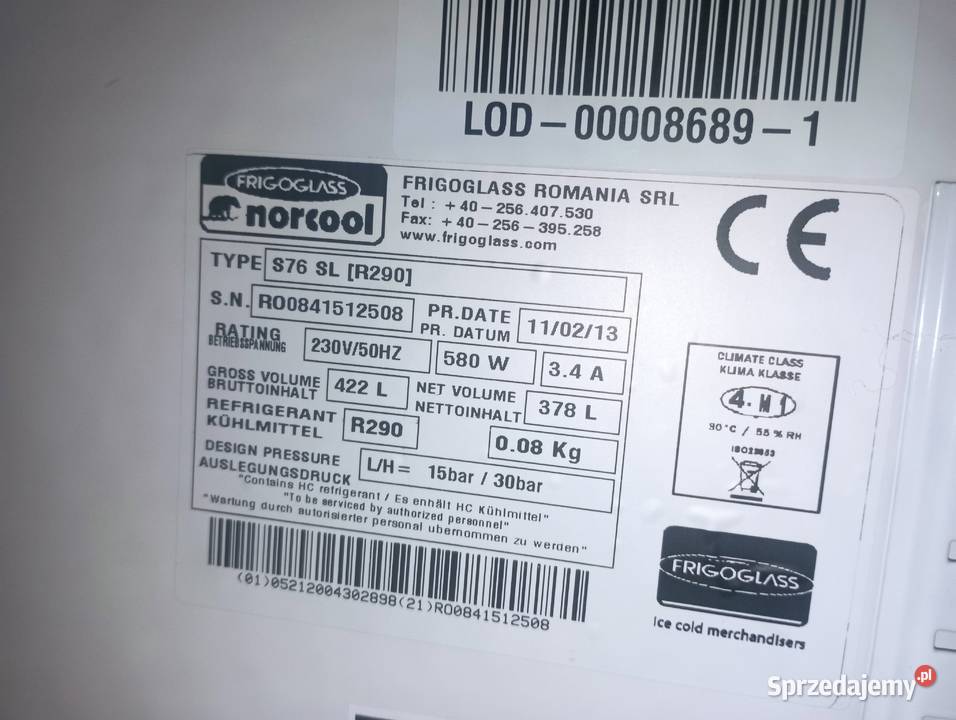 LOD-00008689-1
FRIGOGLASS
norcool
FRIGOGLASS ROMANIA SRL
Tel : +40-256.407.530
Fax: +40-256-395.258
www.frigoglass.com
CE
TYPE S76 SL [R290]
S.N. RO0841512508 PR.DATE PR. DATUM 11/02/13
RATING BETRIEBSSPANNUNG 230V/50HZ 580 W 3.4 A
GROSS VOLUME BRUTTOINHALT 422 L NET VOLUME NETTOINHALT 378 L
REFRIGERANT KÜHLMITTEL R290 0.08 Kg
DESIGN PRESSURE AUSLEGUNGSDRUCK L/H= 15bar / 30bar
"Contains HC refrigerant / Es enhält HC Kühlmittel"
"To be serviced by authorized personnel"
"Wartung durch autorisierter personal ubernommen zu werden"
(01)05212004302898(21)RO0841512508
CLIMATE CLASS
KLIMA KLASSE
4. M1
30°C / 55% RH
ISO23953
FRIGOGLASS
Ice cold merchandisers
Sprzedajemy.pl